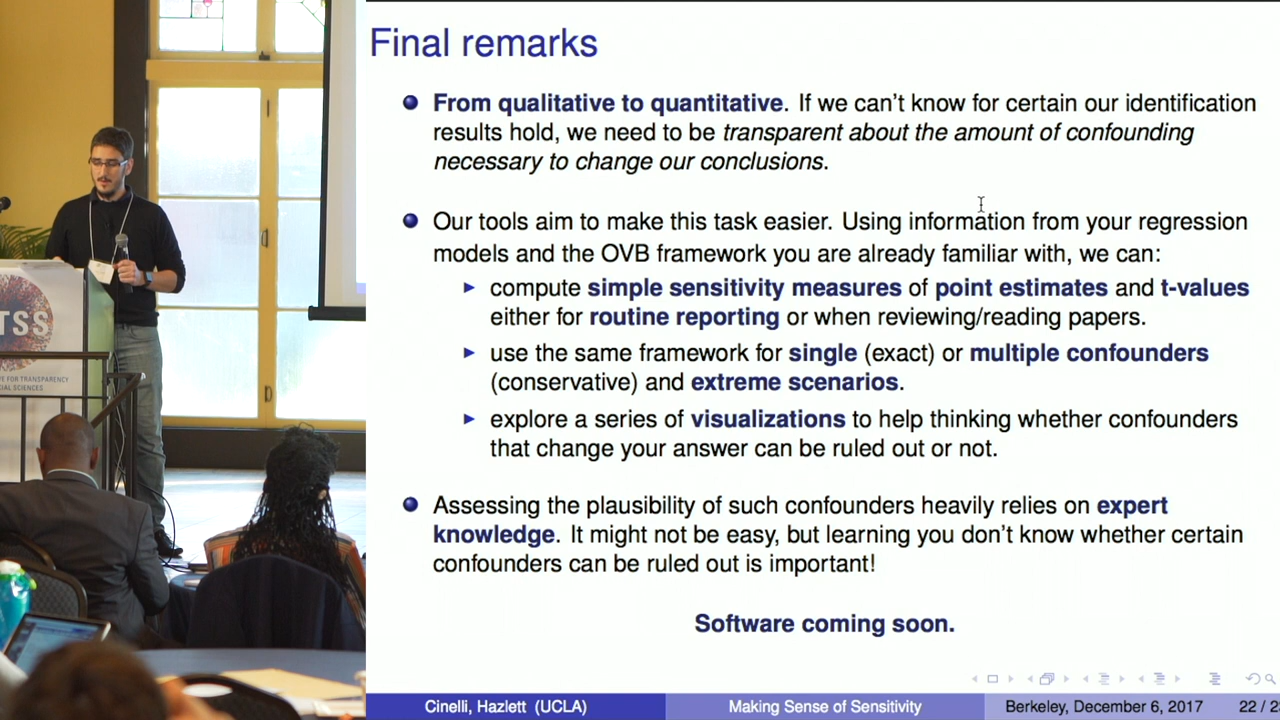 Final remarks
From qualitative to quantitative. If we can't know for certain our identification
results hold, we need to be transparent about the amount of confounding
necessary to change our conclusions.
Our tools aim to make this task easier. Using information from your regression
models and the OVB framework you are already familiar with, we can:
compute simple sensitivity measures of point estimates and t-values
either for routine reporting or when reviewing/reading papers.
use the same framework for single (exact) or multiple confounders
(conservative) and extreme scenarios.
explore a series of visualizations to help thinking whether confounders
that change your answer can be ruled out or not.
Assessing the plausibility of such confounders heavily relies on expert
knowledge. It might not be easy, but learning you don't know whether certain
confounders can be ruled out is important!
Software coming soon.
Cinelli, Hazlett (UCLA) Making Sense of Sensitivity Berkeley, December 6, 2017 22 / 2
TSS
E FOR TRANSPARENCY
CIAL SCIENCES